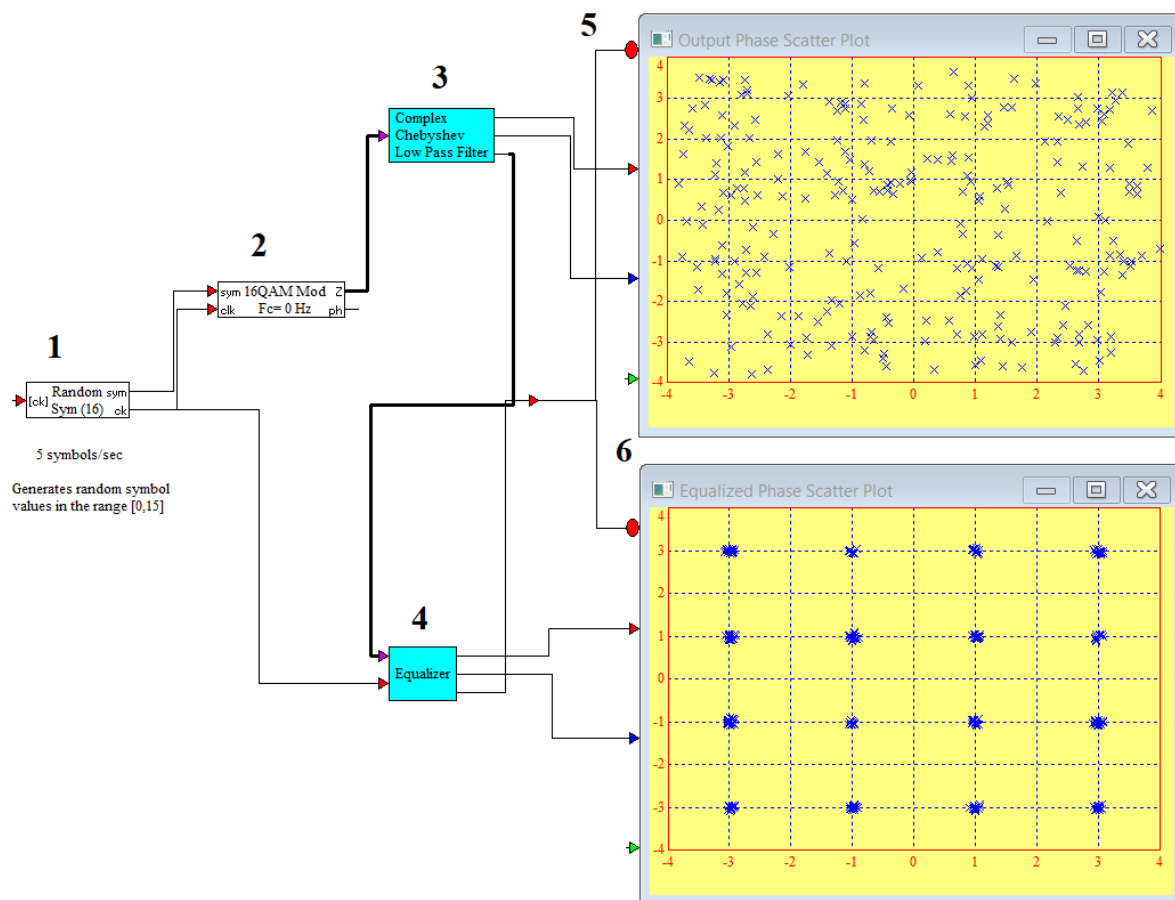 1
[ck] Random sym
Sym (16) ck
5 symbols/sec
Generates random symbol
values in the range [0,15]
2
sym 16QAM Mod Z
clk Fc= 0 Hz ph
3
Complex
Chebyshev
Low Pass Filter
4
Equalizer
5
Output Phase Scatter Plot
4
3
2
1
0
-1
-2
-3
-4
-4 -3 -2 -1 0 1 2 3 4
6
Equalized Phase Scatter Plot
4
3
2
1
0
-1
-2
-3
-4
-4 -3 -2 -1 0 1 2 3 4